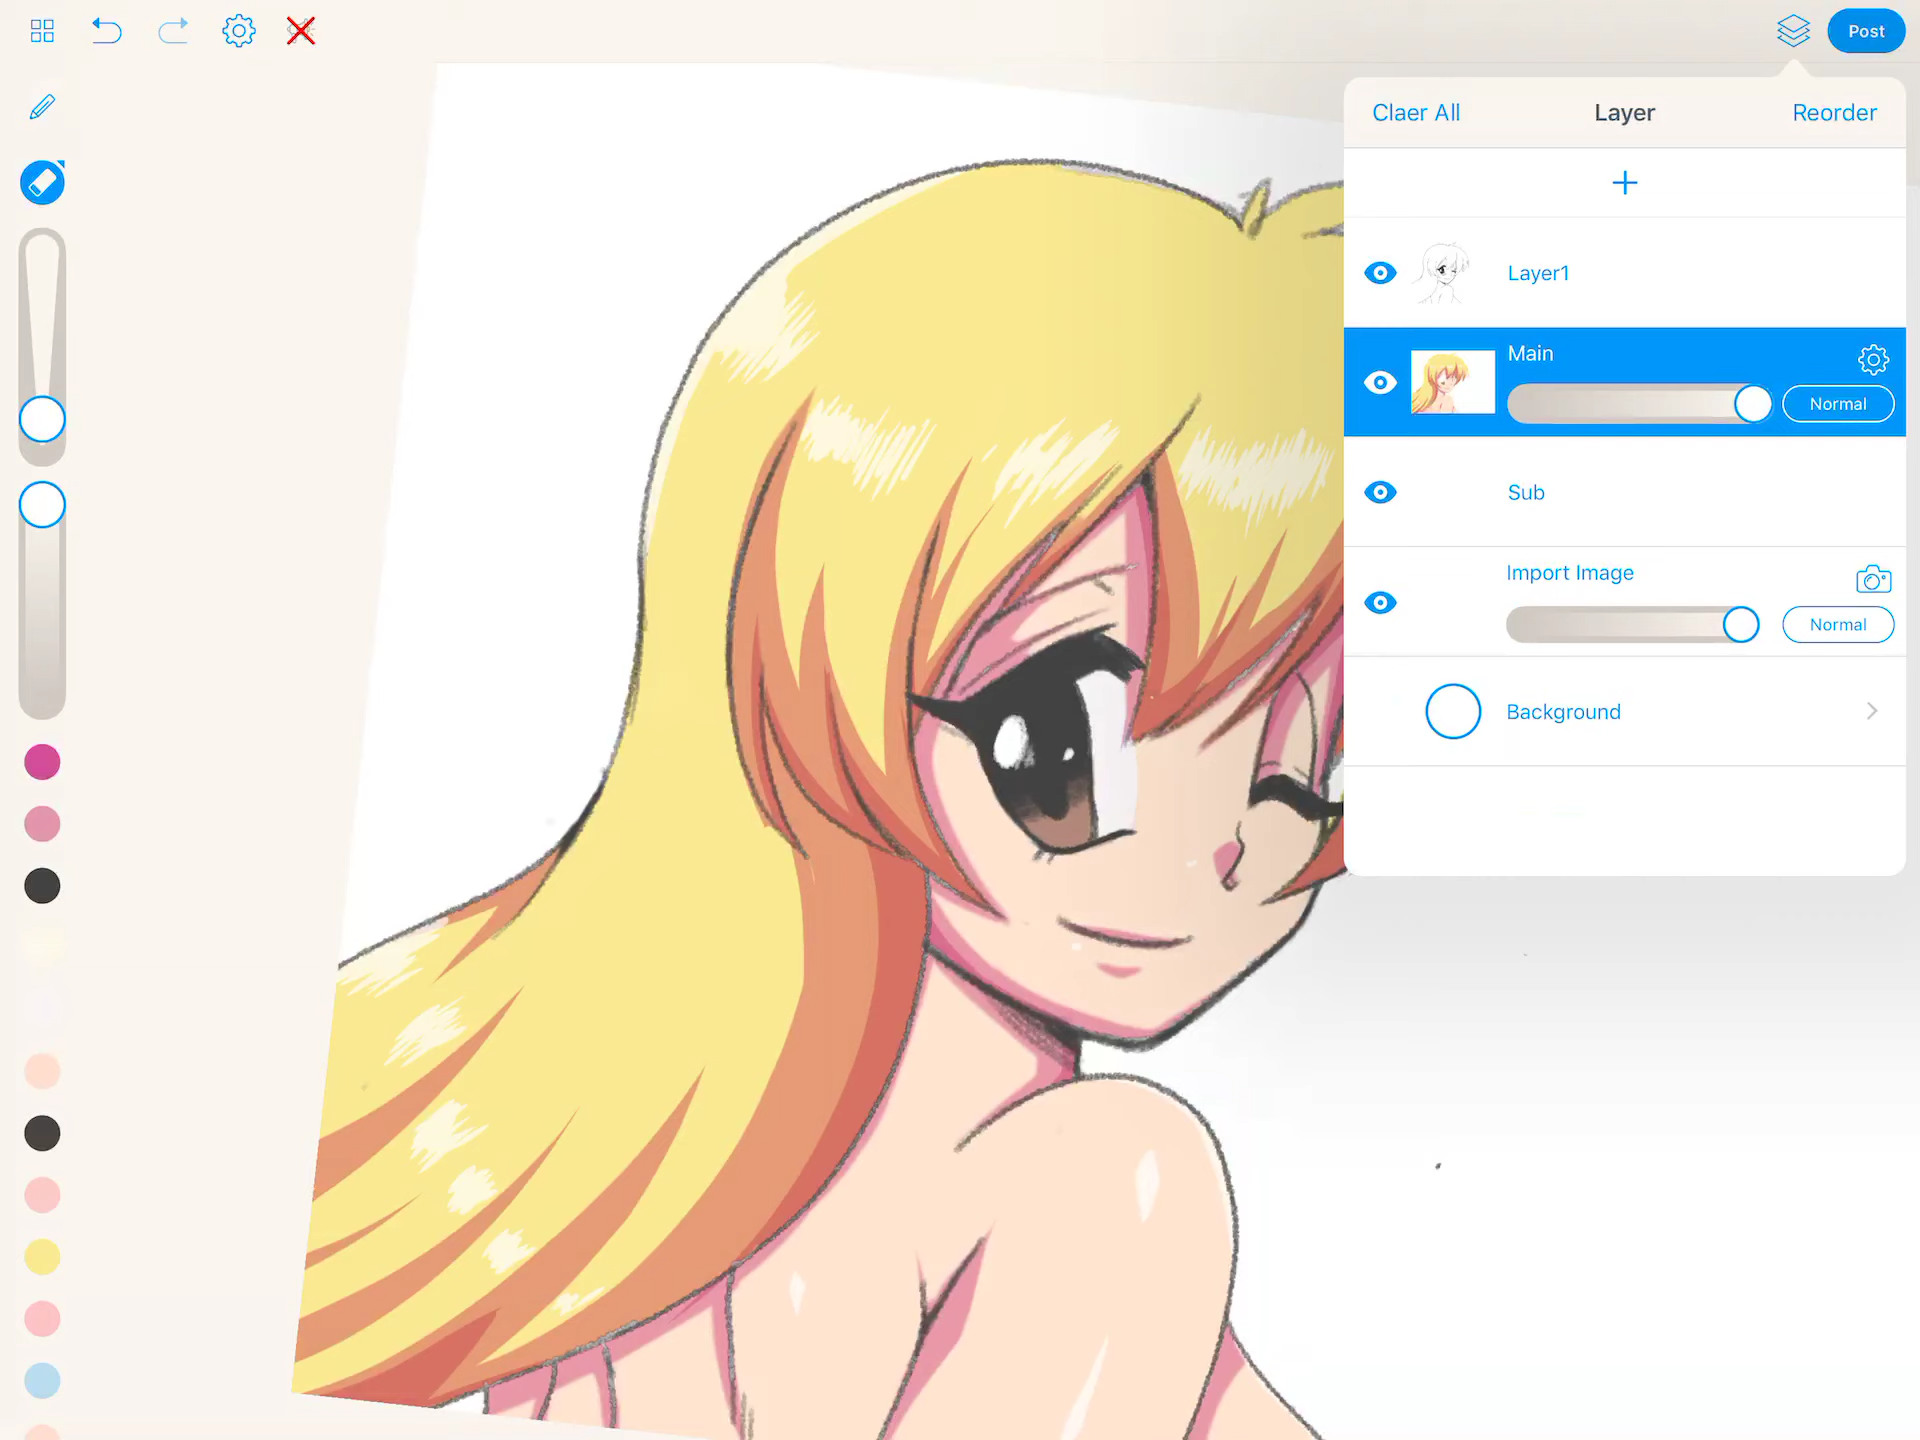 Post
Claer All
Layer
Reorder
Layer1
Main
Normal
Sub
Import Image
Normal
Background